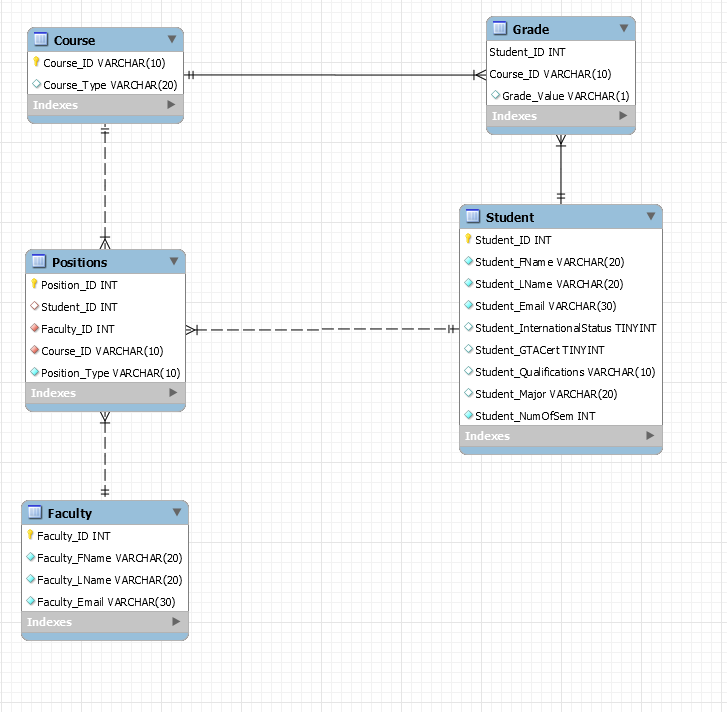 Course
Course_ID VARCHAR(10)
Course_Type VARCHAR(20)
Indexes
Grade
Student_ID INT
Course_ID VARCHAR(10)
Grade_Value VARCHAR(1)
Indexes
Positions
Position_ID INT
Student_ID INT
Faculty_ID INT
Course_ID VARCHAR(10)
Position_Type VARCHAR(10)
Indexes
Student
Student_ID INT
Student_FName VARCHAR(20)
Student_LName VARCHAR(20)
Student_Email VARCHAR(30)
Student_InternationalStatus TINYINT
Student_GTACert TINYINT
Student_Qualifications VARCHAR(10)
Student_Major VARCHAR(20)
Student_NumOfSem INT
Indexes
Faculty
Faculty_ID INT
Faculty_FName VARCHAR(20)
Faculty_LName VARCHAR(20)
Faculty_Email VARCHAR(30)
Indexes